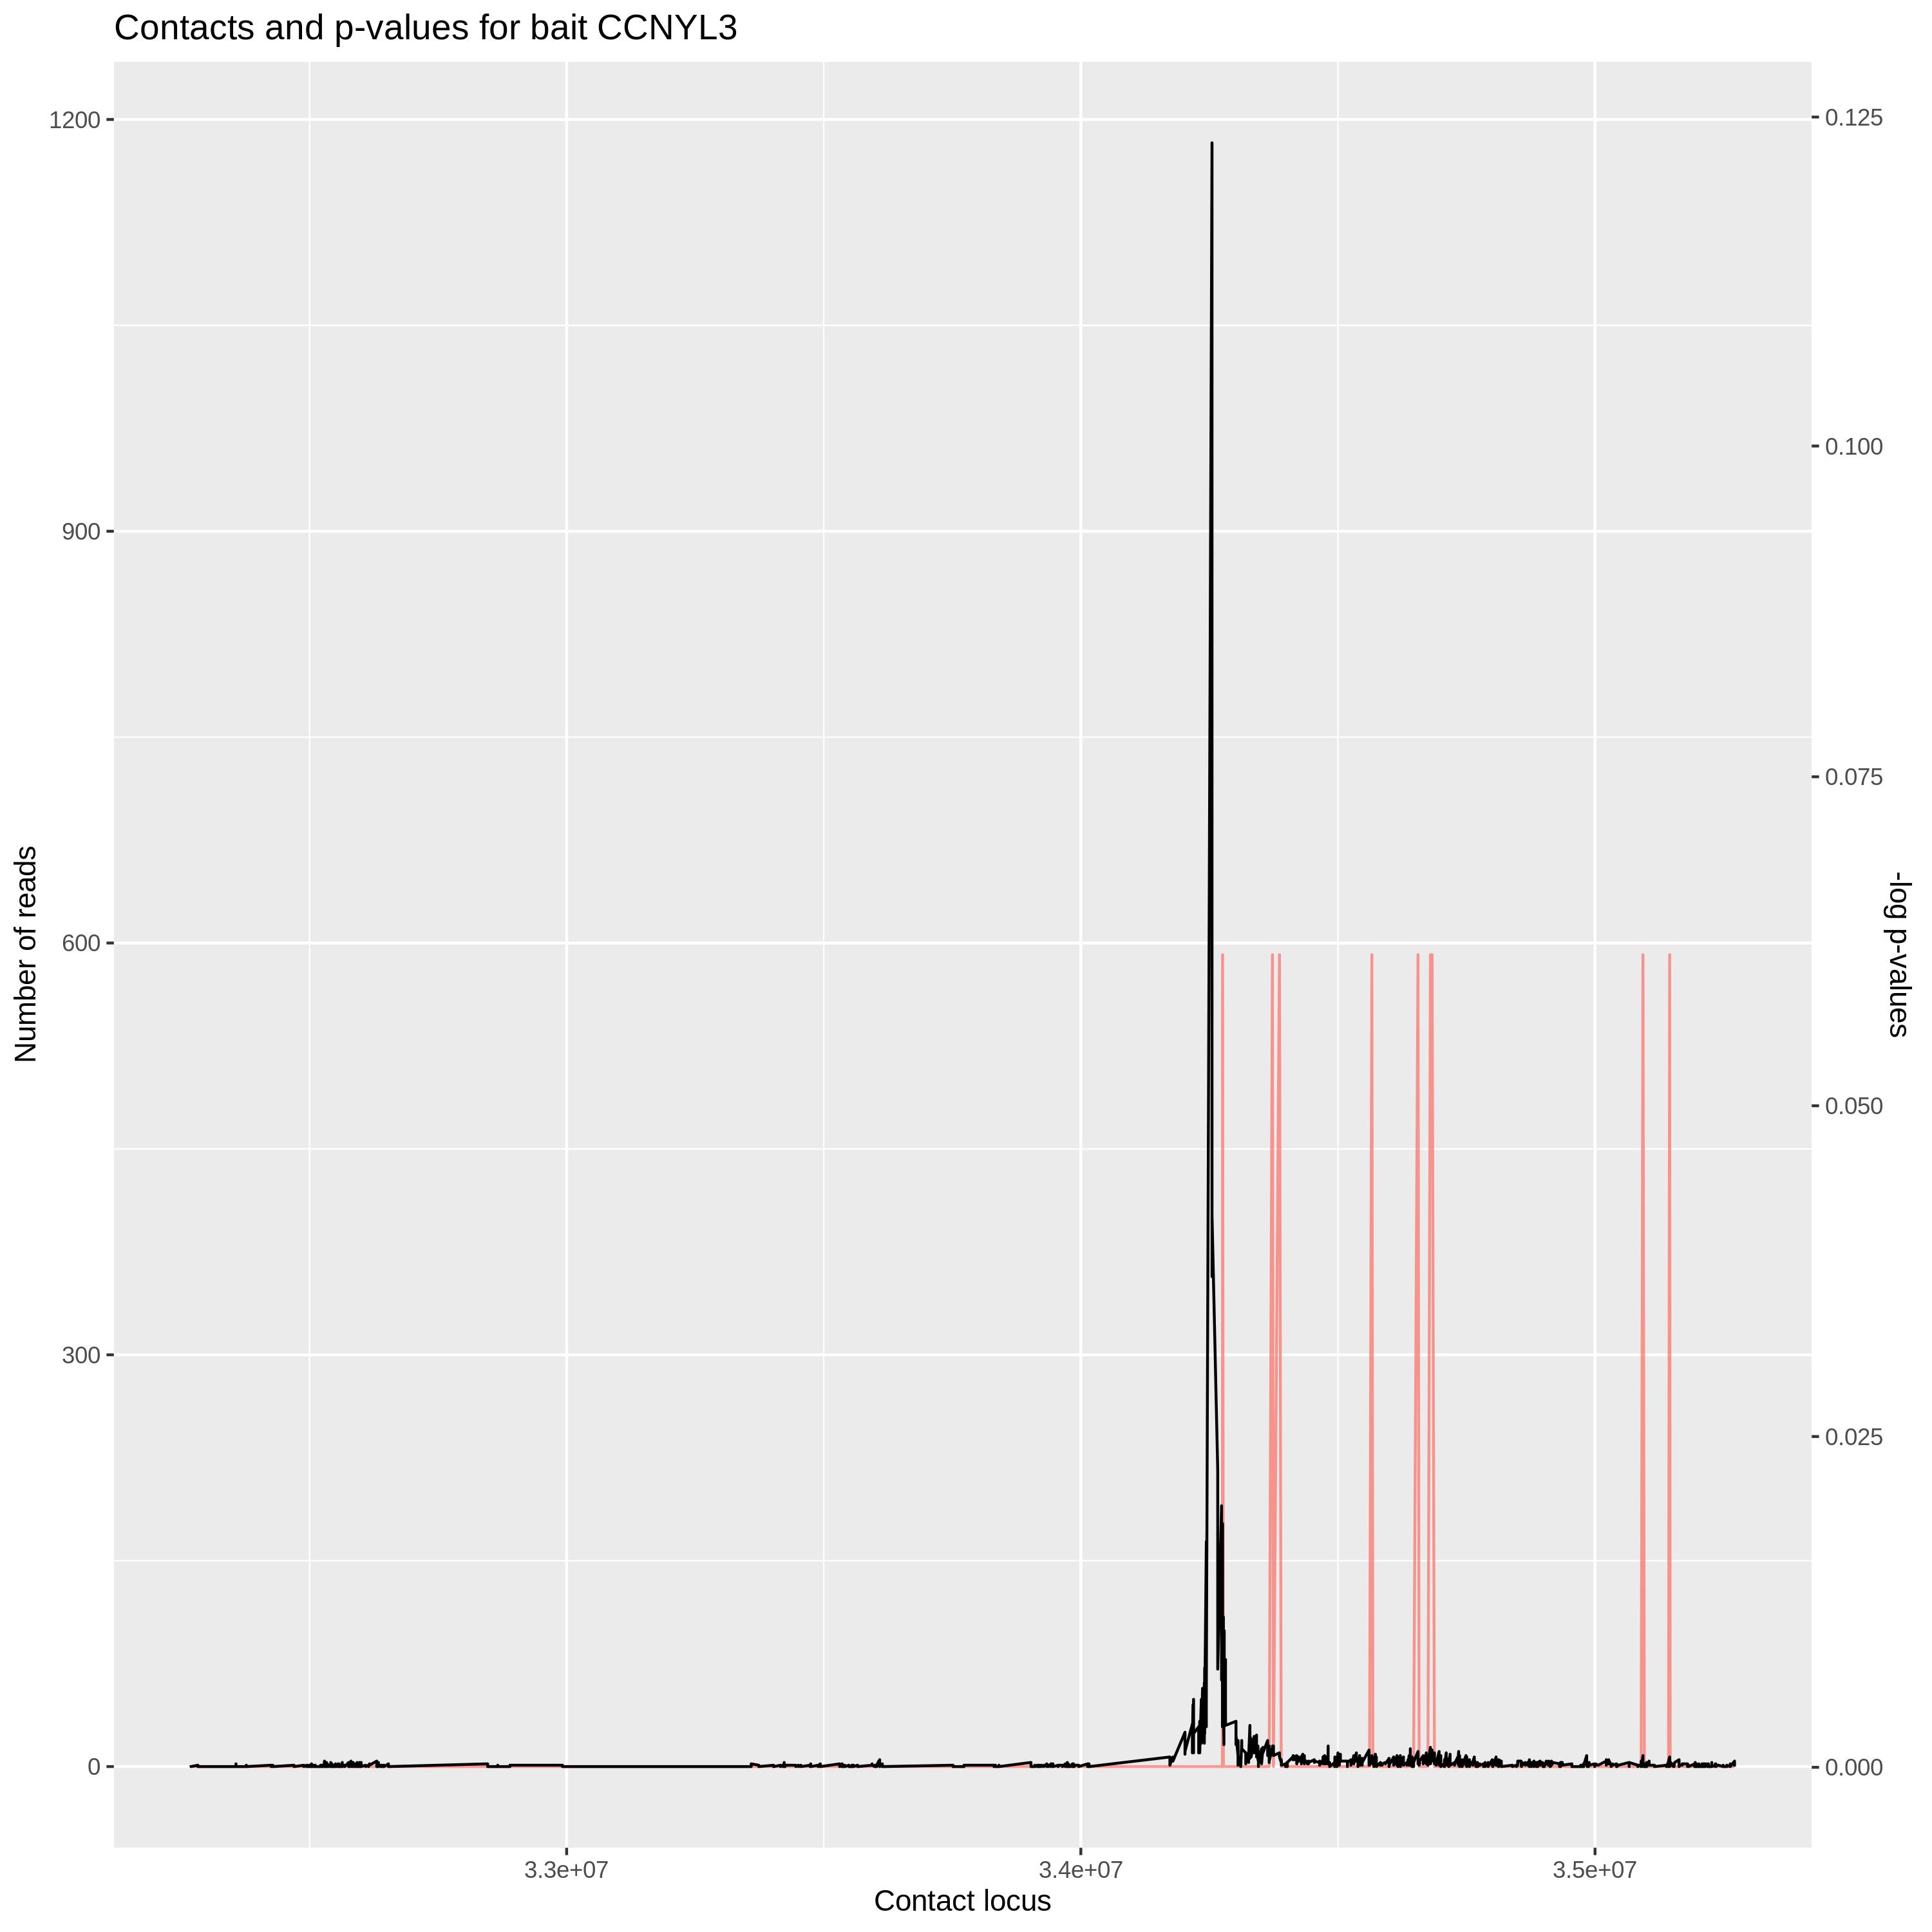 Contacts and p-values for bait CCNYL3
1200
900
600
300
0
Number of reads
0.125
0.100
0.075
0.050
0.025
0.000
-log p-values
3.3e+07
3.4e+07
3.5e+07
Contact locus